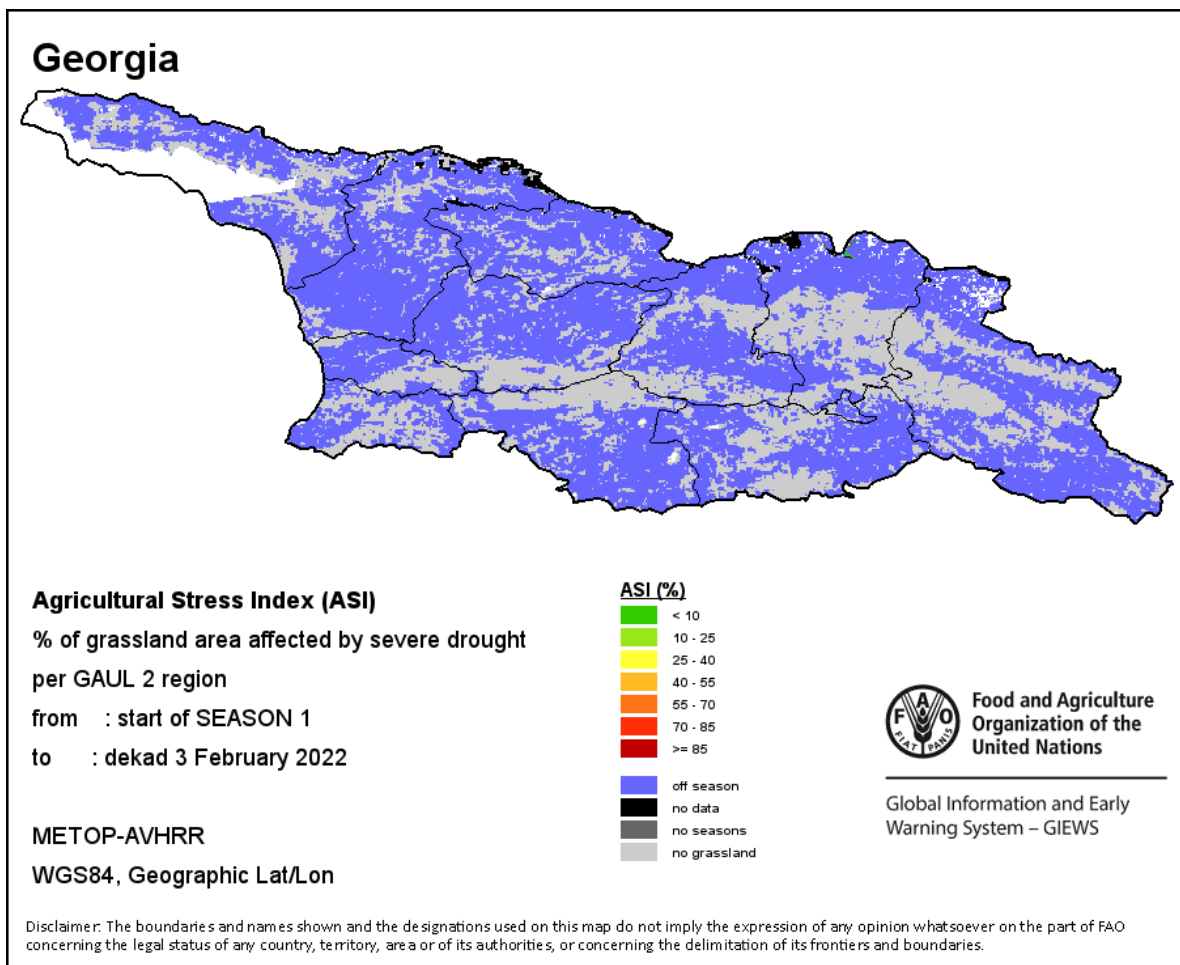 Georgia
Agricultural Stress Index (ASI)
% of grassland area affected by severe drought
per GAUL 2 region
from : start of SEASON 1
to : dekad 3 February 2022
METOP-AVHRR
WGS84, Geographic Lat/Lon
ASI (%)
< 10
10 - 25
25 - 40
40 - 55
55 - 70
70 - 85
>= 85
off season
no data
no seasons
no grassland
F A O
FIAT PANIS
Food and Agriculture
Organization of the
United Nations
Global Information and Early
Warning System – GIEWS
Disclaimer: The boundaries and names shown and the designations used on this map do not imply the expression of any opinion whatsoever on the part of FAO
concerning the legal status of any country, territory, area or of its authorities, or concerning the delimitation of its frontiers and boundaries.